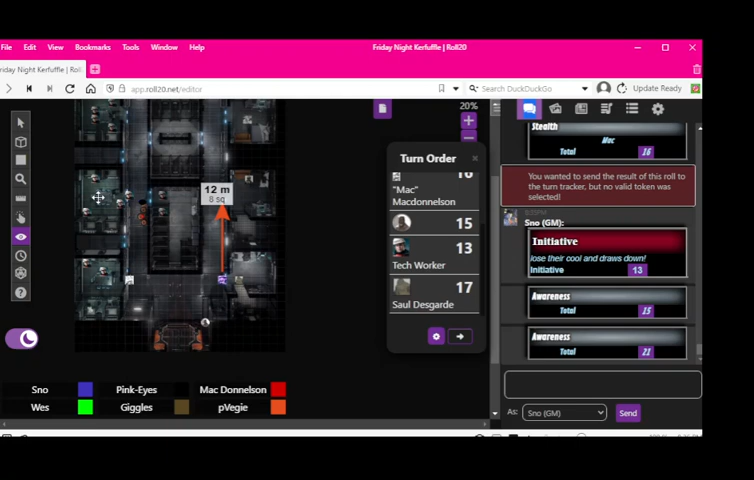 File Edit View Bookmarks Tools Window Help
Friday Night Kerfuffle | Roll20
riday Night Kerfuffle | Roll
app.roll20.net/editor
Search DuckDuckGo
Update Ready
20%
12 m
8 sq
Turn Order
"Mac"
Macdonnelson
15
13
Tech Worker
17
Saul Desgarde
Stealth
Mac
Total 16
You wanted to send the result of this roll to
the turn tracker, but no valid token was
selected!
Sno (GM):
Initiative
lose their cool and draws down!
Initiative 13
Awareness
Total 15
Awareness
Total 21
Sno Pink-Eyes Mac Donnelson
Wes Giggles pVegie
As: Sno (GM) Send